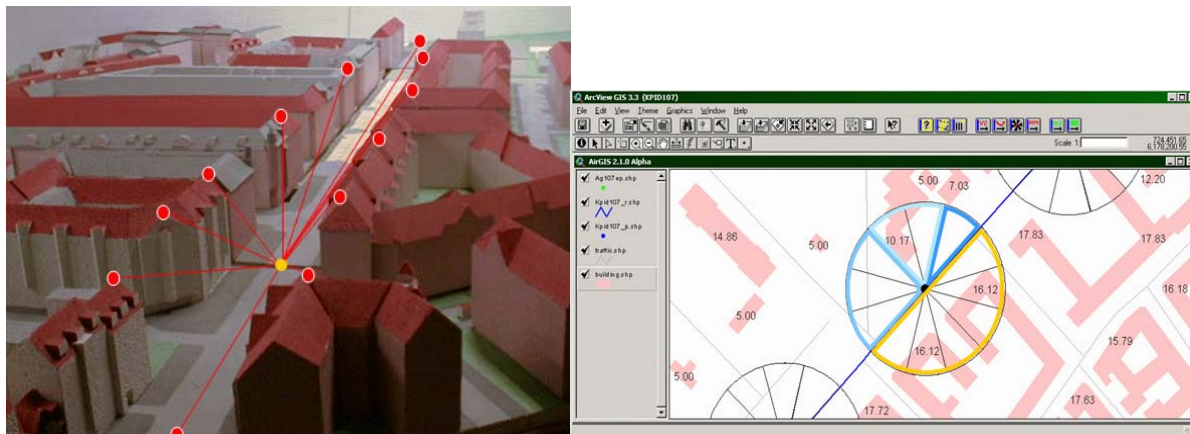 ArcView GIS 3.3 (KPID107)
File Edit View Theme Graphics Window Help
Scale 1:
724,451.65
6,178,200.55
AirGIS 2.1.0 Alpha
Ag107ep.shp
Kpid107_r.shp
Kpid107_p.shp
traffic.shp
building.shp
5.00
7.03
12.20
14.86
5.00
10.17
17.83
17.83
16.12
16.18
5.00
15.79
16.12
5.00
17.72
17.63